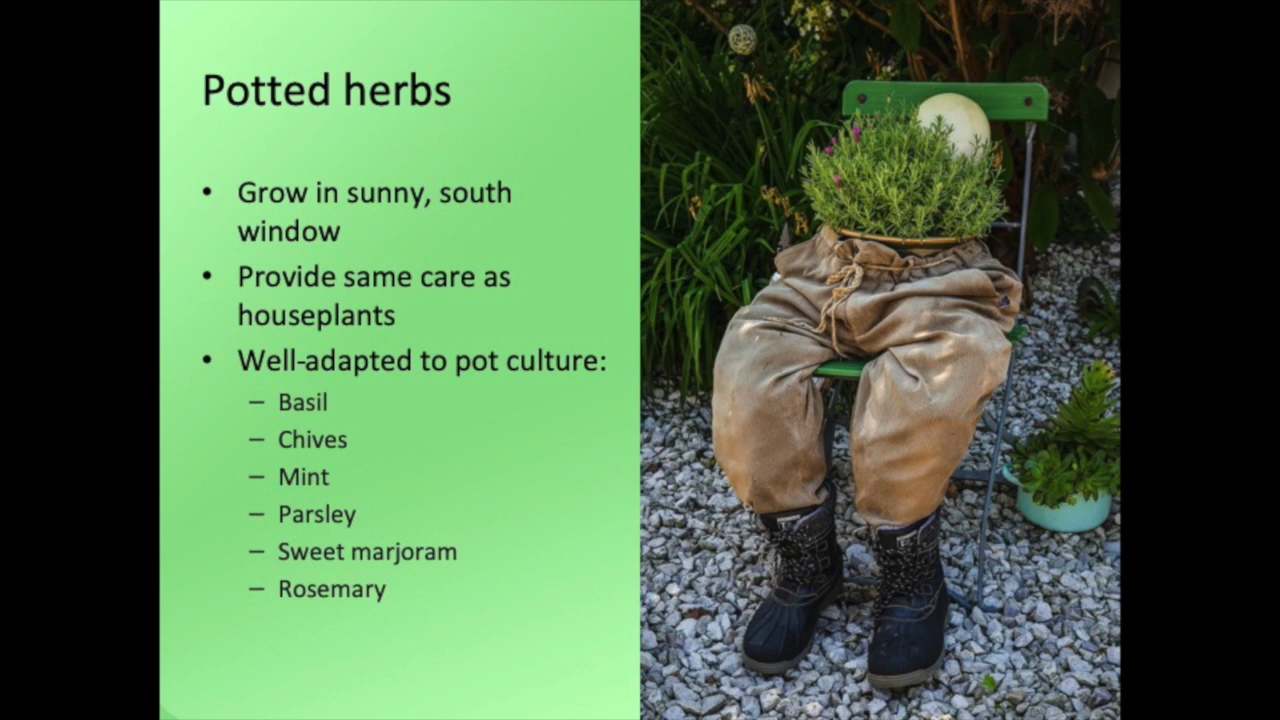 Potted herbs
• Grow in sunny, south
window
• Provide same care as
houseplants
• Well-adapted to pot culture:
– Basil
– Chives
– Mint
– Parsley
– Sweet marjoram
– Rosemary